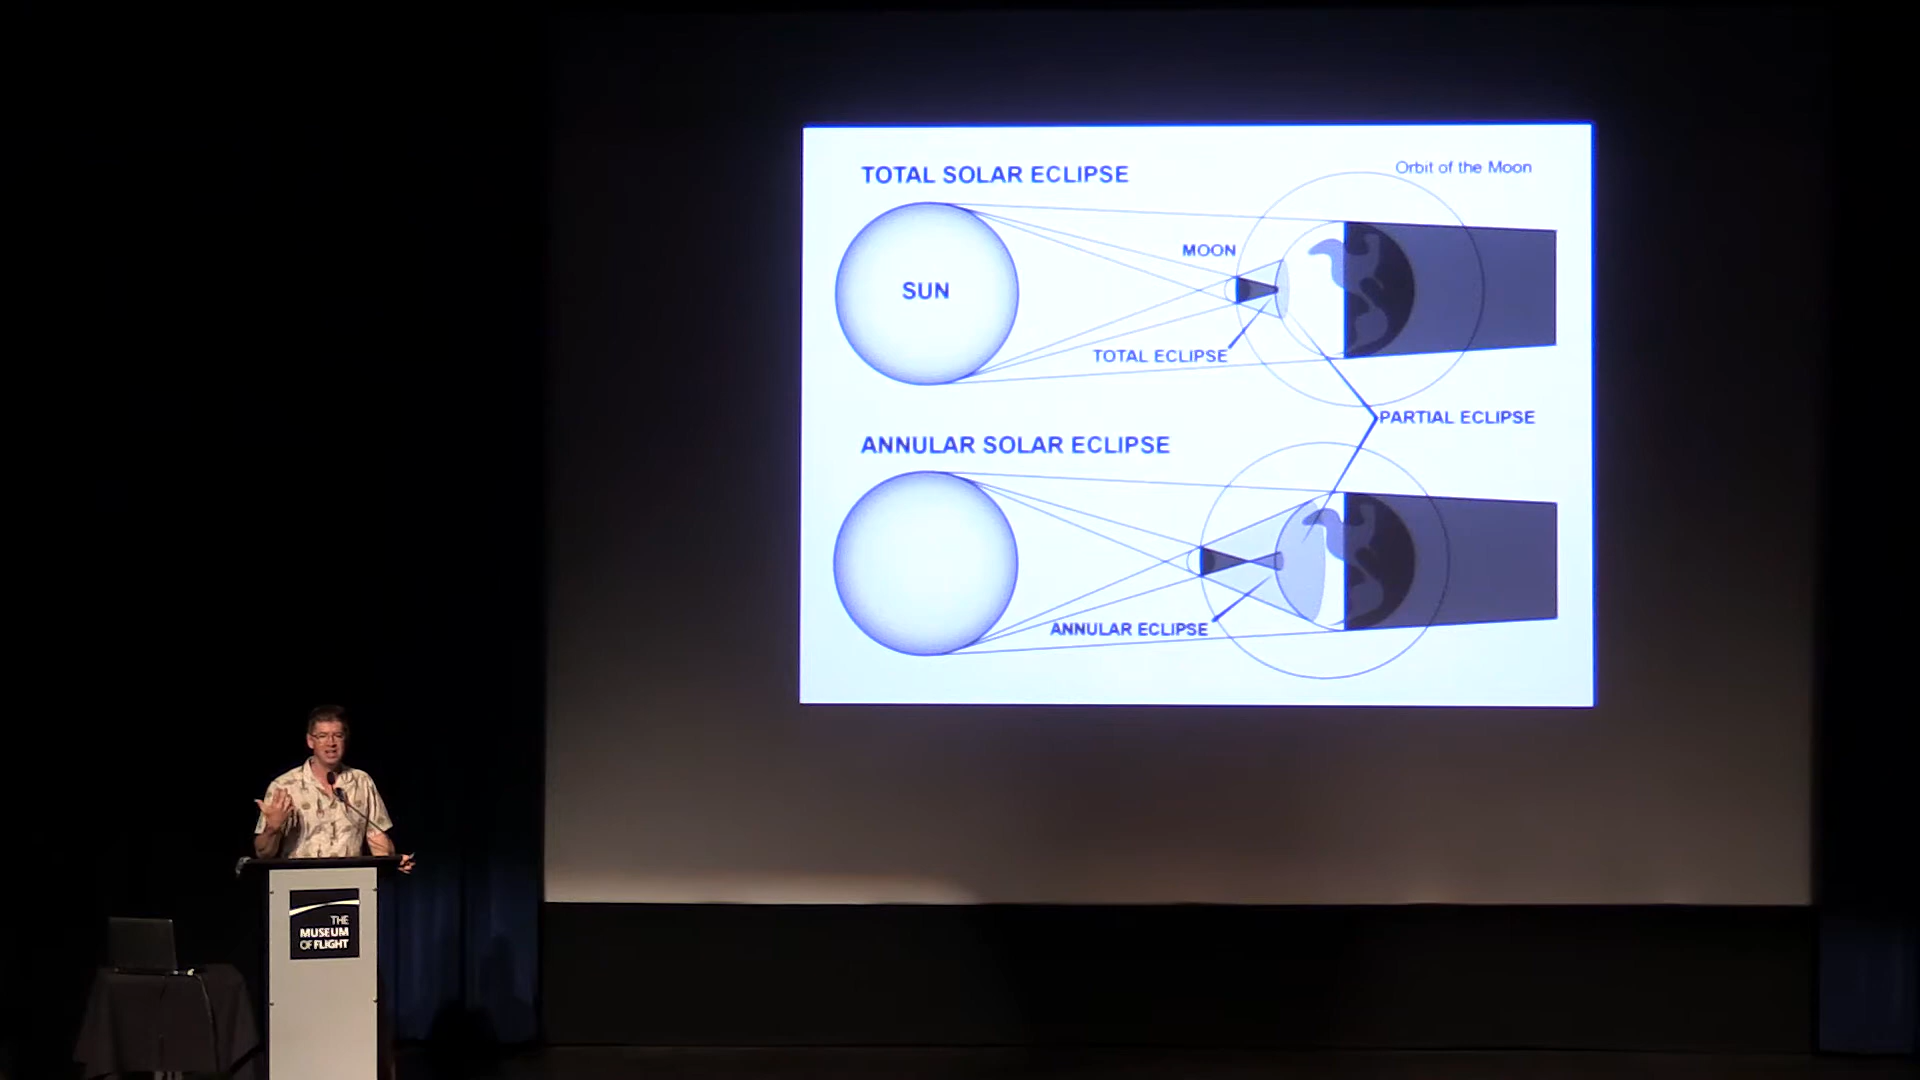 TOTAL SOLAR ECLIPSE
Orbit of the Moon
MOON
SUN
TOTAL ECLIPSE
PARTIAL ECLIPSE
ANNULAR SOLAR ECLIPSE
ANNULAR ECLIPSE
THE
MUSEUM
OF FLIGHT